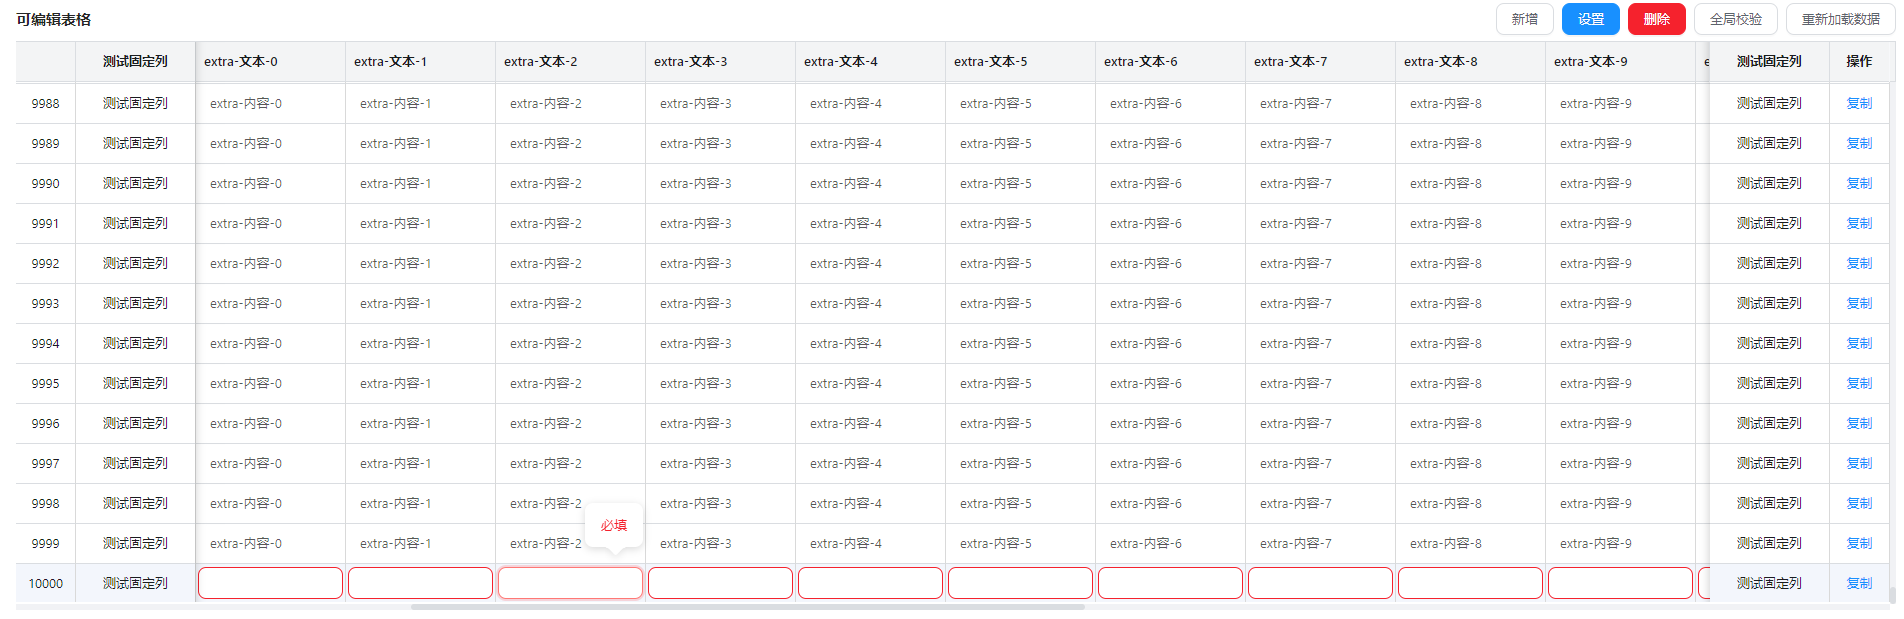 可编辑表格 新增 设置 删除 全局校验 重新加载数据
测试固定列 extra-文本-0 extra-文本-1 extra-文本-2 extra-文本-3 extra-文本-4 extra-文本-5 extra-文本-6 extra-文本-7 extra-文本-8 extra-文本-9 测试固定列 操作
9988 测试固定列 extra-内容-0 extra-内容-1 extra-内容-2 extra-内容-3 extra-内容-4 extra-内容-5 extra-内容-6 extra-内容-7 extra-内容-8 extra-内容-9 测试固定列 复制
9989 测试固定列 extra-内容-0 extra-内容-1 extra-内容-2 extra-内容-3 extra-内容-4 extra-内容-5 extra-内容-6 extra-内容-7 extra-内容-8 extra-内容-9 测试固定列 复制
9990 测试固定列 extra-内容-0 extra-内容-1 extra-内容-2 extra-内容-3 extra-内容-4 extra-内容-5 extra-内容-6 extra-内容-7 extra-内容-8 extra-内容-9 测试固定列 复制
9991 测试固定列 extra-内容-0 extra-内容-1 extra-内容-2 extra-内容-3 extra-内容-4 extra-内容-5 extra-内容-6 extra-内容-7 extra-内容-8 extra-内容-9 测试固定列 复制
9992 测试固定列 extra-内容-0 extra-内容-1 extra-内容-2 extra-内容-3 extra-内容-4 extra-内容-5 extra-内容-6 extra-内容-7 extra-内容-8 extra-内容-9 测试固定列 复制
9993 测试固定列 extra-内容-0 extra-内容-1 extra-内容-2 extra-内容-3 extra-内容-4 extra-内容-5 extra-内容-6 extra-内容-7 extra-内容-8 extra-内容-9 测试固定列 复制
9994 测试固定列 extra-内容-0 extra-内容-1 extra-内容-2 extra-内容-3 extra-内容-4 extra-内容-5 extra-内容-6 extra-内容-7 extra-内容-8 extra-内容-9 测试固定列 复制
9995 测试固定列 extra-内容-0 extra-内容-1 extra-内容-2 extra-内容-3 extra-内容-4 extra-内容-5 extra-内容-6 extra-内容-7 extra-内容-8 extra-内容-9 测试固定列 复制
9996 测试固定列 extra-内容-0 extra-内容-1 extra-内容-2 extra-内容-3 extra-内容-4 extra-内容-5 extra-内容-6 extra-内容-7 extra-内容-8 extra-内容-9 测试固定列 复制
9997 测试固定列 extra-内容-0 extra-内容-1 extra-内容-2 extra-内容-3 extra-内容-4 extra-内容-5 extra-内容-6 extra-内容-7 extra-内容-8 extra-内容-9 测试固定列 复制
9998 测试固定列 extra-内容-0 extra-内容-1 extra-内容-2 extra-内容-3 extra-内容-4 extra-内容-5 extra-内容-6 extra-内容-7 extra-内容-8 extra-内容-9 测试固定列 复制
必填
9999 测试固定列 extra-内容-0 extra-内容-1 extra-内容-2 extra-内容-3 extra-内容-4 extra-内容-5 extra-内容-6 extra-内容-7 extra-内容-8 extra-内容-9 测试固定列 复制
10000 测试固定列 测试固定列 复制